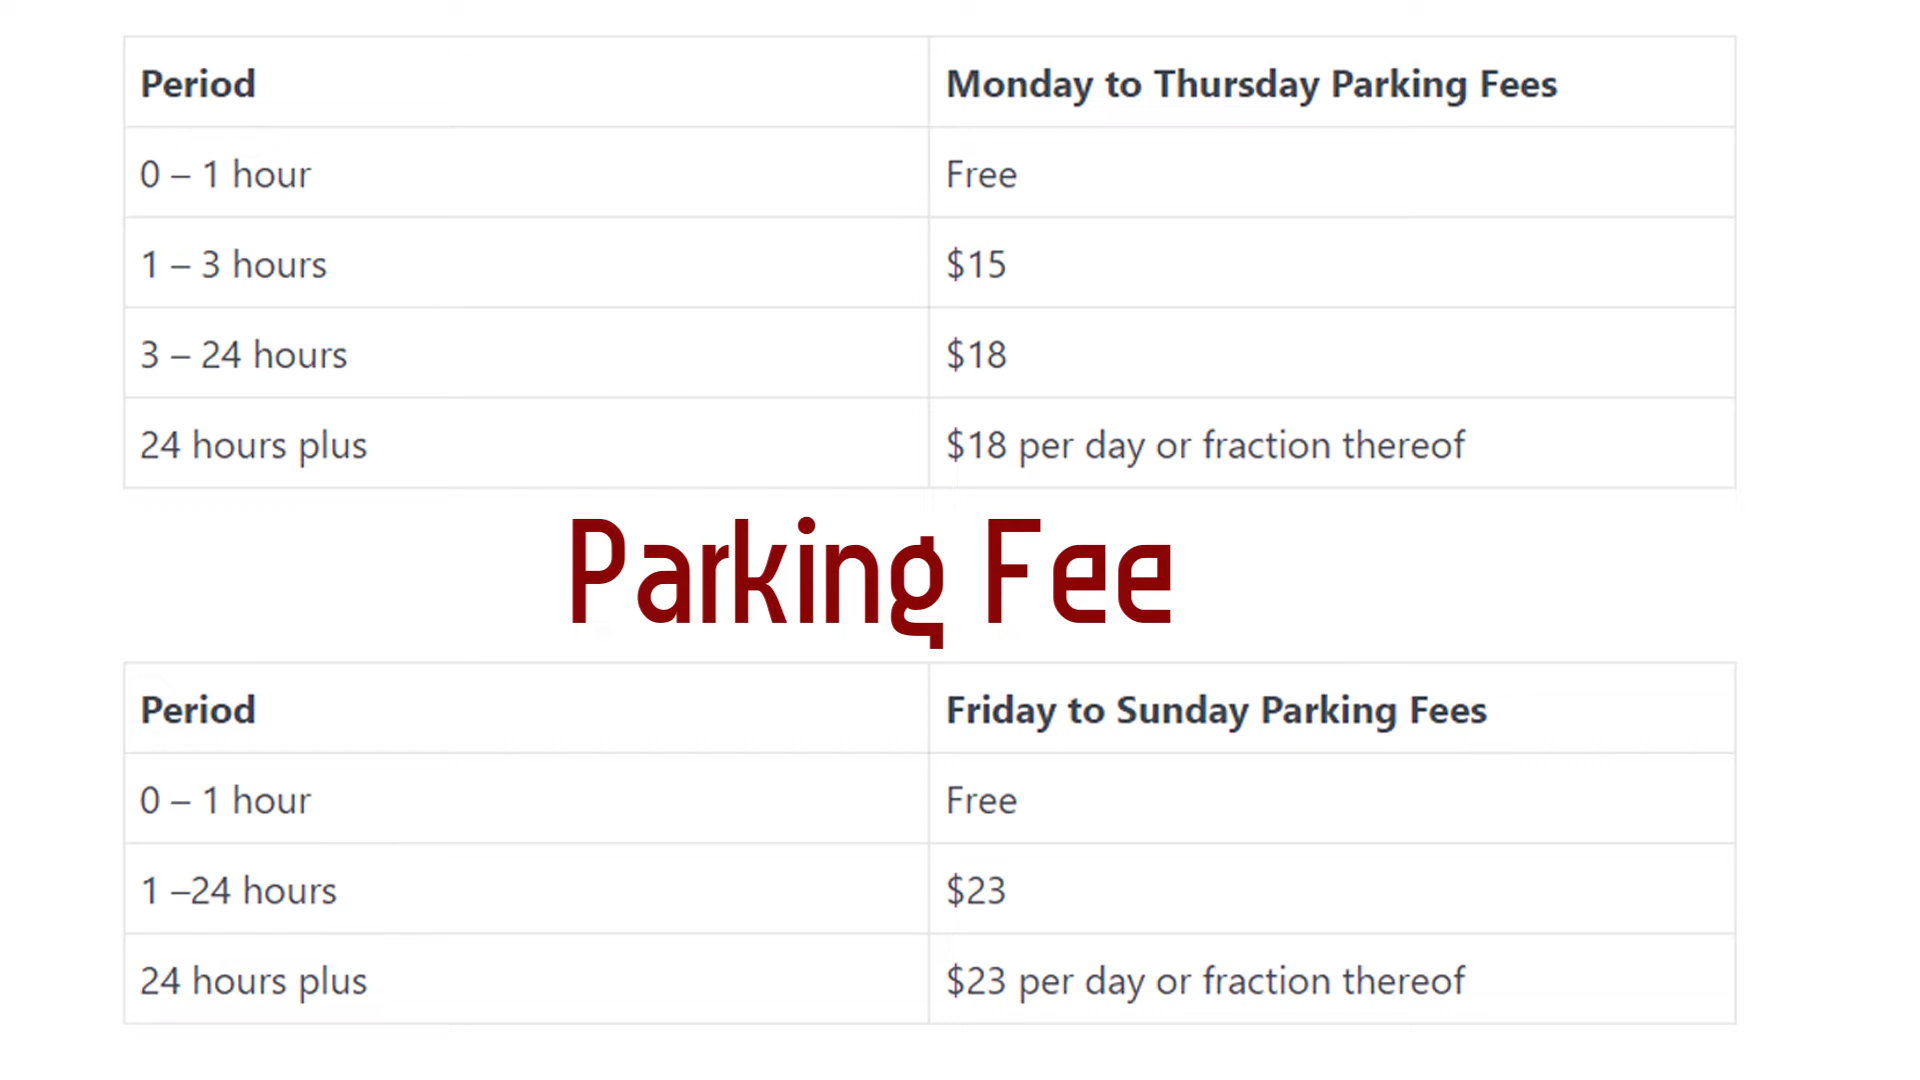 Period Monday to Thursday Parking Fees
0 – 1 hour Free
1 – 3 hours $15
3 – 24 hours $18
24 hours plus $18 per day or fraction thereof
Parking Fee
Period Friday to Sunday Parking Fees
0 – 1 hour Free
1 –24 hours $23
24 hours plus $23 per day or fraction thereof